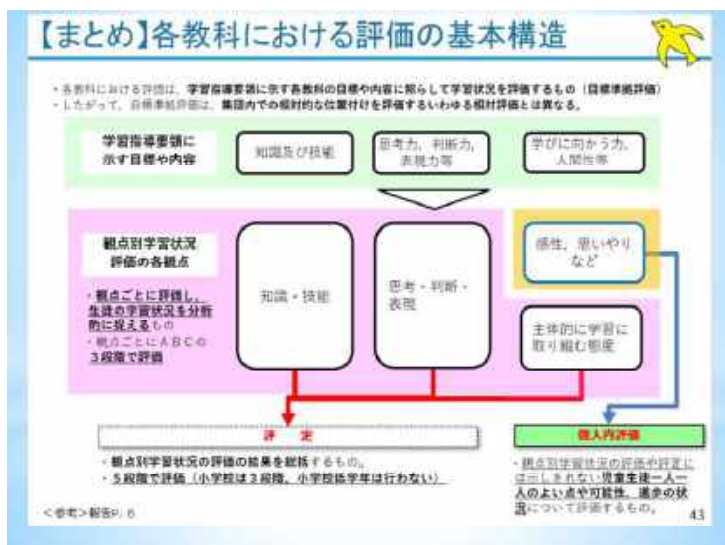 【まとめ】各教科における評価の基本構造
・各教科における評価は、学習指導要領に示す各教科の目標や内容に照らして学習状況を評価するもの（目標準拠評価）
・したがって、目標準拠評価は、集団内での相対的な位置付けを評価するいわゆる相対評価とは異なる。
学習指導要領に
示す目標や内容
知識及び技能
思考力、判断力、
表現力等
学びに向かう力、
人間性等
観点別学習状況
評価の各観点
・観点ごとに評価し、
生徒の学習状況を分析
的に捉えるもの
・観点ごとにＡＢＣの
３段階で評価
知識・技能
思考・判断・
表現
感性、思いやり
など
主体的に学習に
取り組む態度
評　定
・観点別学習状況の評価の結果を総括するもの。
・５段階で評価（小学校は３段階。小学校低学年は行わない）
個人内評価
・観点別学習状況の評価や評定に
は示しきれない児童生徒一人一
人のよい点や可能性、進歩の状
況について評価するもの。
＜参考＞報告P. 6
43